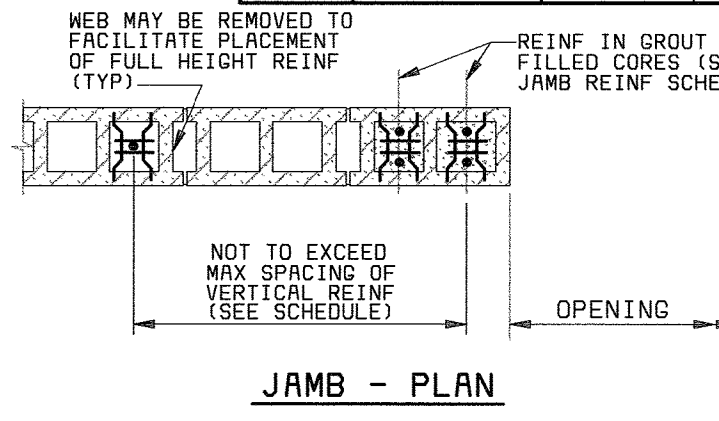 WEB MAY BE REMOVED TO
FACILITATE PLACEMENT
OF FULL HEIGHT REINF
(TYP)
REINF IN GROUT
FILLED CORES (S
JAMB REINF SCHE
NOT TO EXCEED
MAX SPACING OF
VERTICAL REINF
(SEE SCHEDULE)
OPENING
JAMB - PLAN